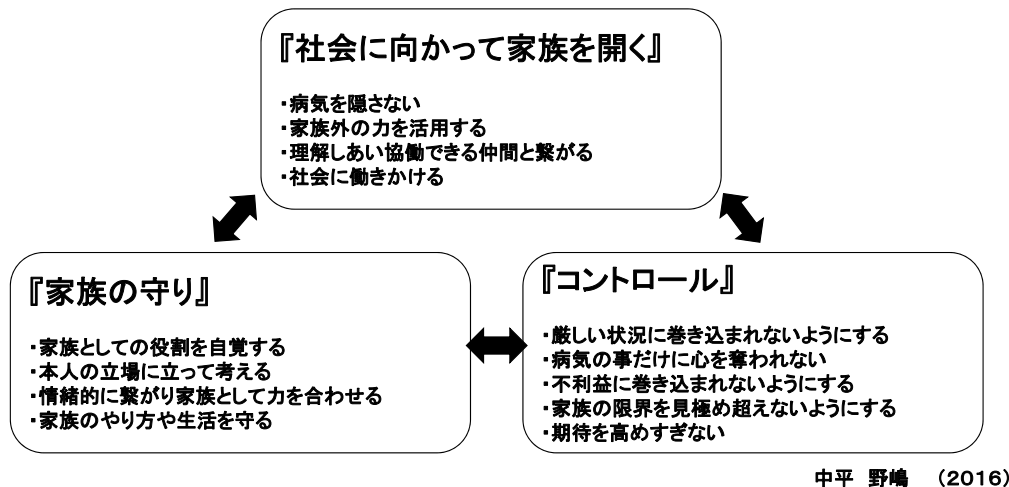 『社会に向かって家族を開く』
・病気を隠さない
・家族外の力を活用する
・理解しあい協働できる仲間と繋がる
・社会に働きかける
『家族の守り』
・家族としての役割を自覚する
・本人の立場に立って考える
・情緒的に繋がり家族として力を合わせる
・家族のやり方や生活を守る
『コントロール』
・厳しい状況に巻き込まれないようにする
・病気の事だけに心を奪われない
・不利益に巻き込まれないようにする
・家族の限界を見極め超えないようにする
・期待を高めすぎない
中平 野嶋 （2016）